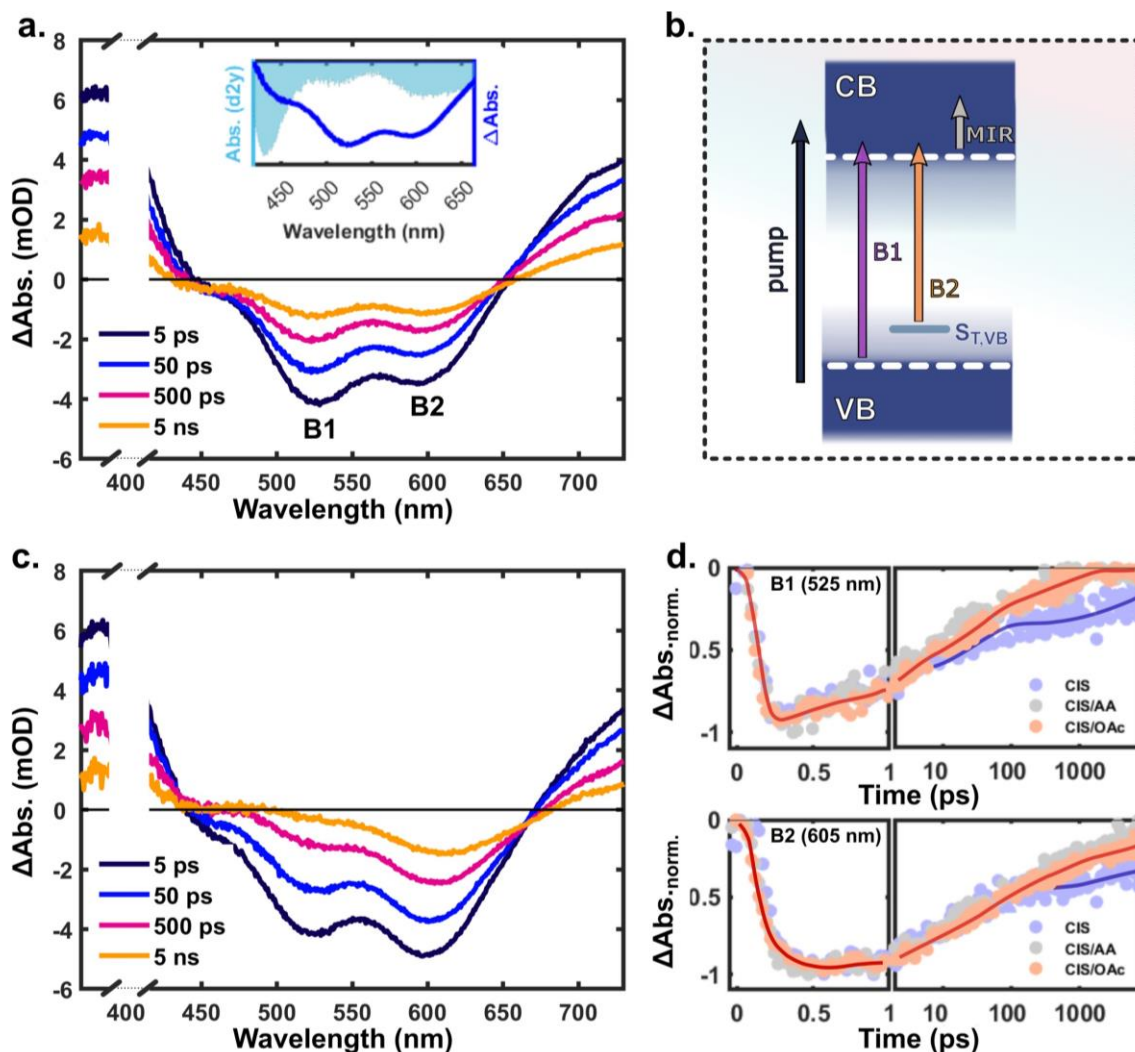 a.
8
6
4
2
0
-2
-4
-6
ΔAbs. (mOD)
Abs. (d2y)
ΔAbs.
450
500
550
600
650
Wavelength (nm)
5 ps
50 ps
500 ps
5 ns
B1
B2
400
450
500
550
600
650
700
Wavelength (nm)
b.
CB
MIR
pump
B1
B2
S_T,VB
VB
c.
8
6
4
2
0
-2
-4
-6
ΔAbs. (mOD)
5 ps
50 ps
500 ps
5 ns
400
450
500
550
600
650
700
Wavelength (nm)
d.
0
0.5
-1
ΔAbs.norm.
B1 (525 nm)
CIS
CIS/AA
CIS/OAc
0
0.5
1
10
100
1000
Time (ps)
0
0.5
-1
ΔAbs.norm.
B2 (605 nm)
CIS
CIS/AA
CIS/OAc
0
0.5
1
10
100
1000
Time (ps)